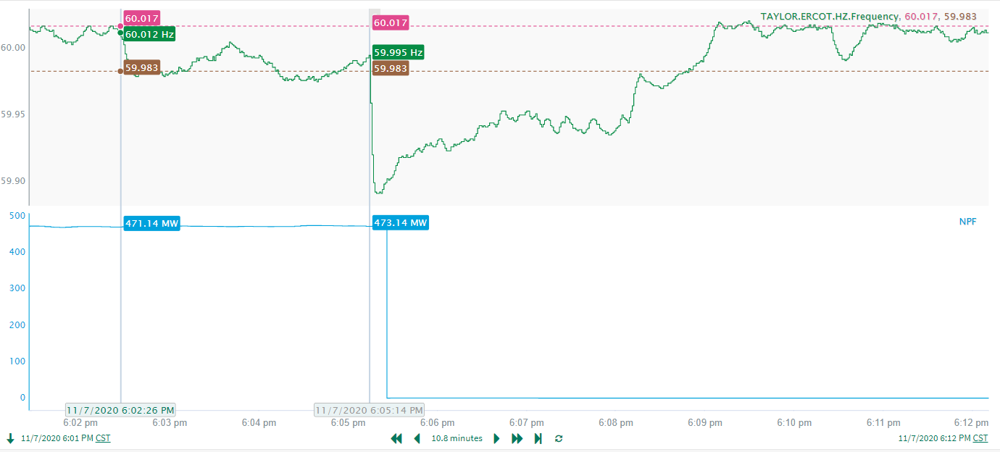 60.017
60.012 Hz
59.983
60.017
59.995 Hz
59.983
TAYLOR.ERCOT.HZ.Frequency, 60.017, 59.983
60.00
59.95
59.90
500
400
300
200
100
0
471.14 MW
473.14 MW
NPF
11/7/2020 6:02:26 PM
11/7/2020 6:05:14 PM
6:02 pm 6:03 pm 6:04 pm 6:05 pm 6:06 pm 6:07 pm 6:08 pm 6:09 pm 6:10 pm 6:11 pm 6:12 pm
11/7/2020 6:01 PM CST
10.8 minutes
11/7/2020 6:12 PM CST